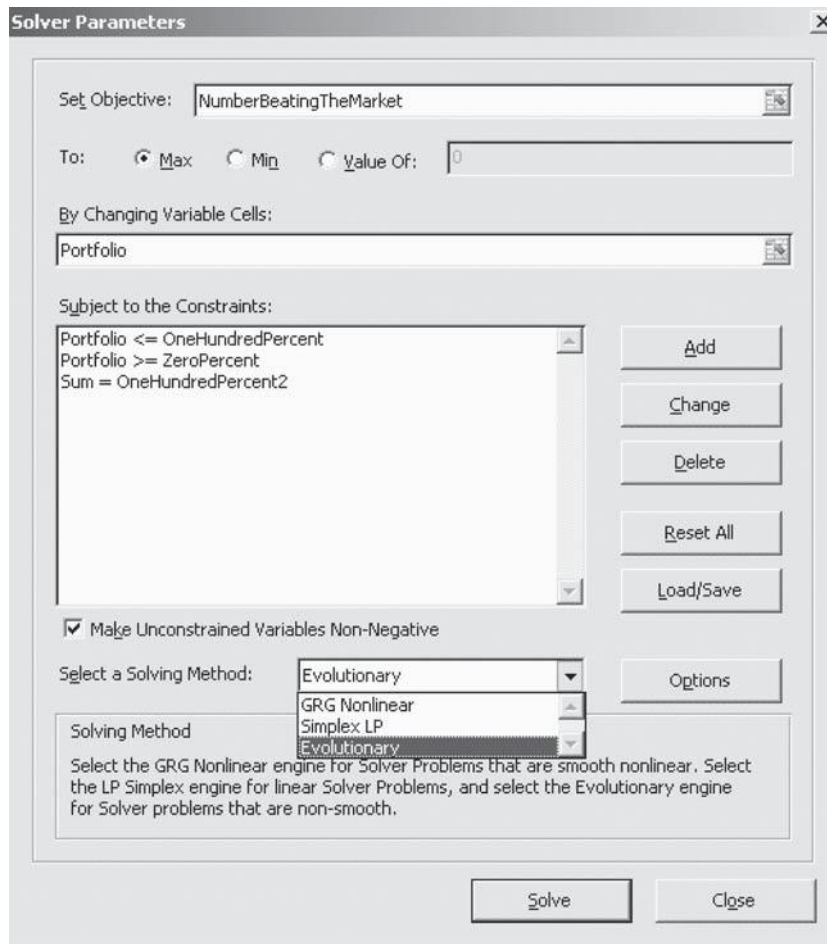 Solver Parameters
Set Objective: NumberBeatingTheMarket
To: Max Min Value Of: 0
By Changing Variable Cells:
Portfolio
Subject to the Constraints:
Portfolio <= OneHundredPercent
Portfolio >= ZeroPercent
Sum = OneHundredPercent2
Add
Change
Delete
Reset All
Load/Save
Make Unconstrained Variables Non-Negative
Select a Solving Method: Evolutionary
Options
GRG Nonlinear
Simplex LP
Evolutionary
Solving Method
Select the GRG Nonlinear engine for Solver Problems that are smooth nonlinear. Select
the LP Simplex engine for linear Solver Problems, and select the Evolutionary engine
for Solver problems that are non-smooth.
Solve Close